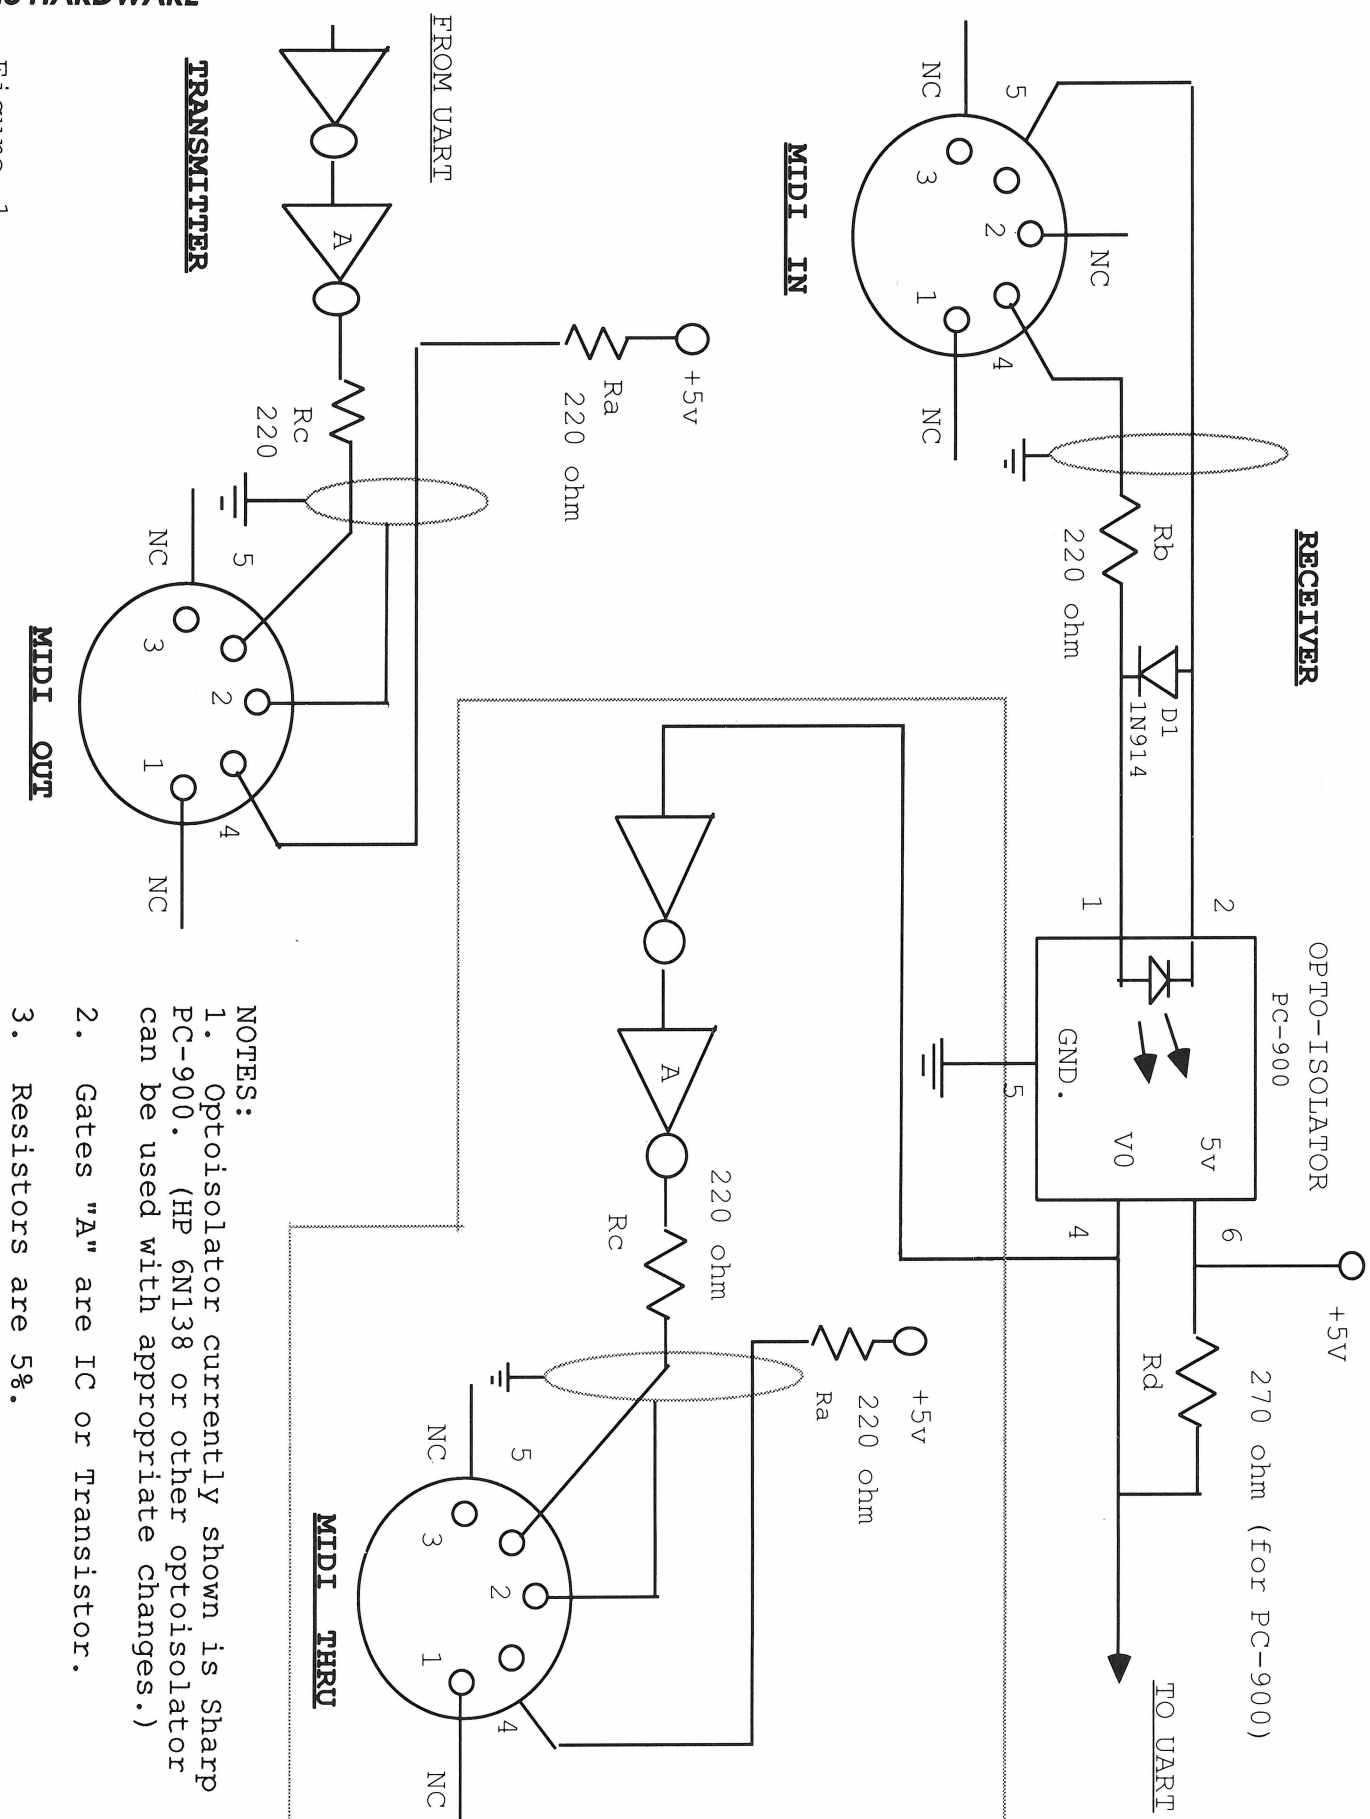 HARDWARE
RECEIVER
OPTO-ISOLATOR
PC-900
+5V
270 ohm (for PC-900)
Rd
6
2
5v
V0
GND.
1
4
5
TO UART
D1
1N914
Rb
220 ohm
NC
5
4
3
2
1
NC
NC
MIDI IN
FROM UART
TRANSMITTER
A
+5v
Ra
220 ohm
Rc
220
NC
5
4
3
2
1
NC
MIDI OUT
A
220 ohm
Rc
+5v
220 ohm
Ra
NC
5
4
3
2
1
NC
MIDI THRU
NOTES:
1. Optoisolator currently shown is Sharp
PC-900. (HP 6N138 or other optoisolator
can be used with appropriate changes.)
2. Gates "A" are IC or Transistor.
3. Resistors are 5%.
Figure 1